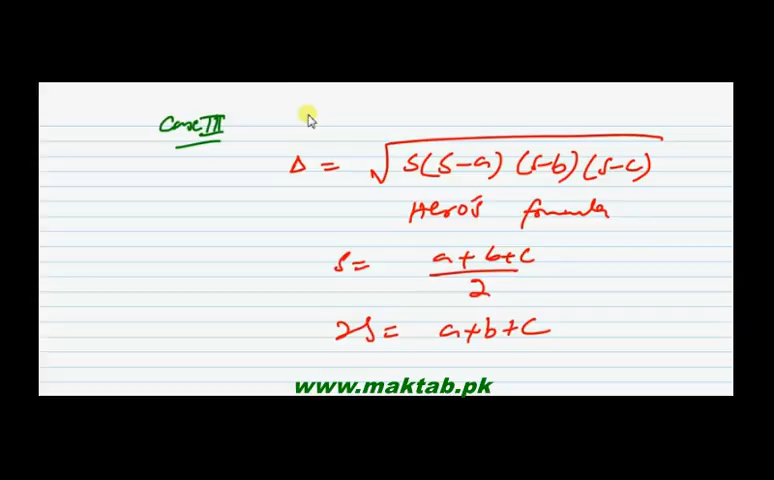 Case III
Δ = √s(s-a)(s-b)(s-c)
Hero's formula
s = a+b+c/2
2s = a+b+c
www.maktab.pk